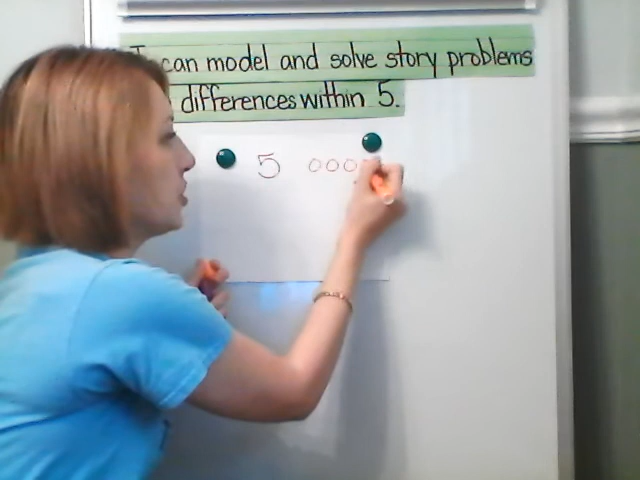 I can model and solve story problems
differences within 5.
5 ooo